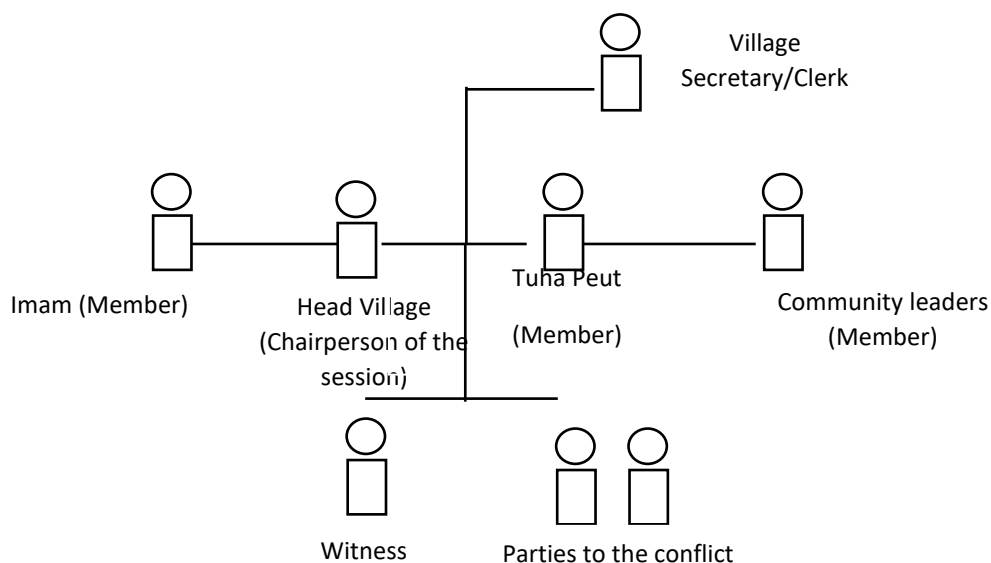 Village
Secretary/Clerk
Imam (Member)
Head Village
(Chairperson of the
session)
Tuha Peut
(Member)
Community leaders
(Member)
Witness
Parties to the conflict